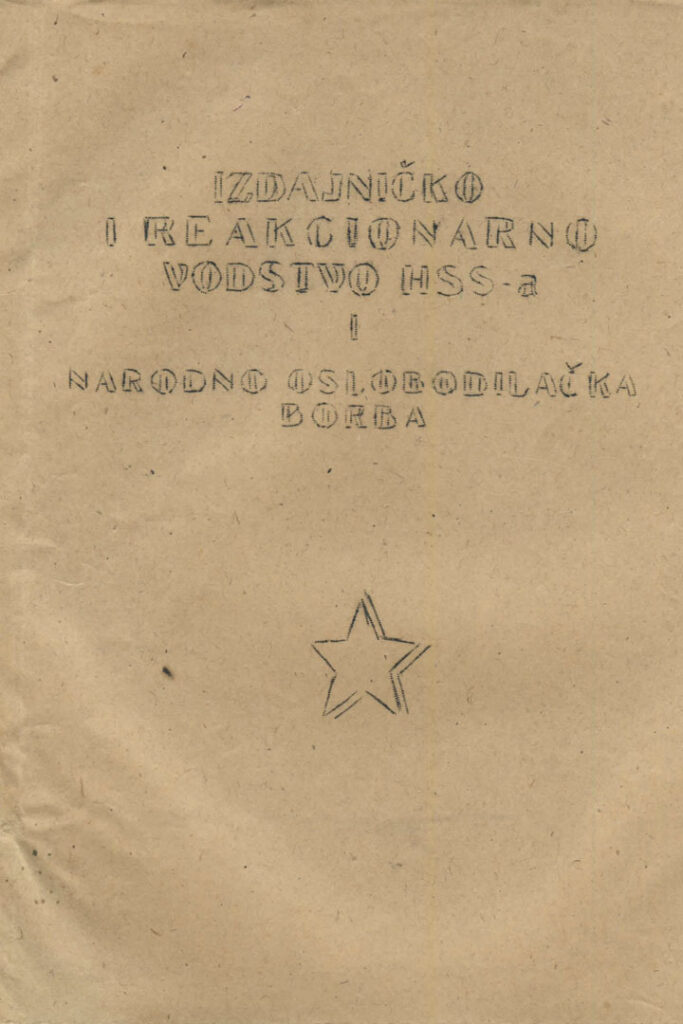 IZDAJNIČKO
I REAKCIONARNO
VODSTVO HSS-a
I
NARODNO OSLOBODILAČKA
BORBA